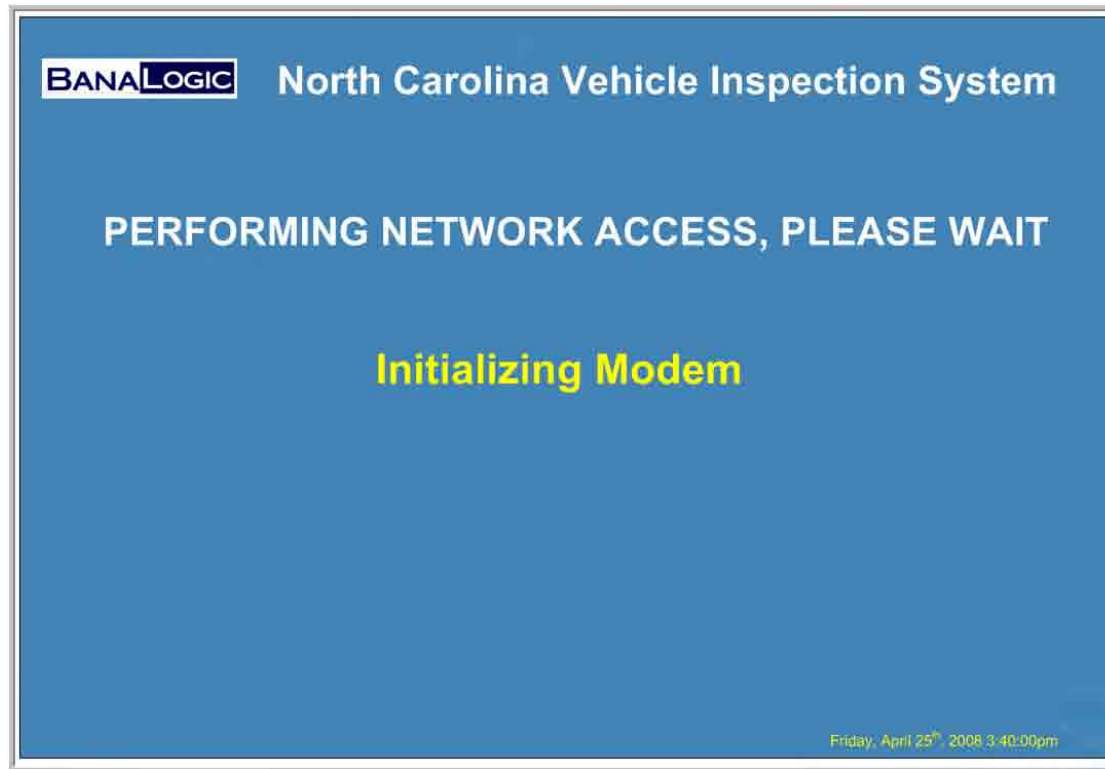 BANALOGIC North Carolina Vehicle Inspection System
PERFORMING NETWORK ACCESS, PLEASE WAIT
Initializing Modem
Friday, April 25th, 2008 3:40:00pm